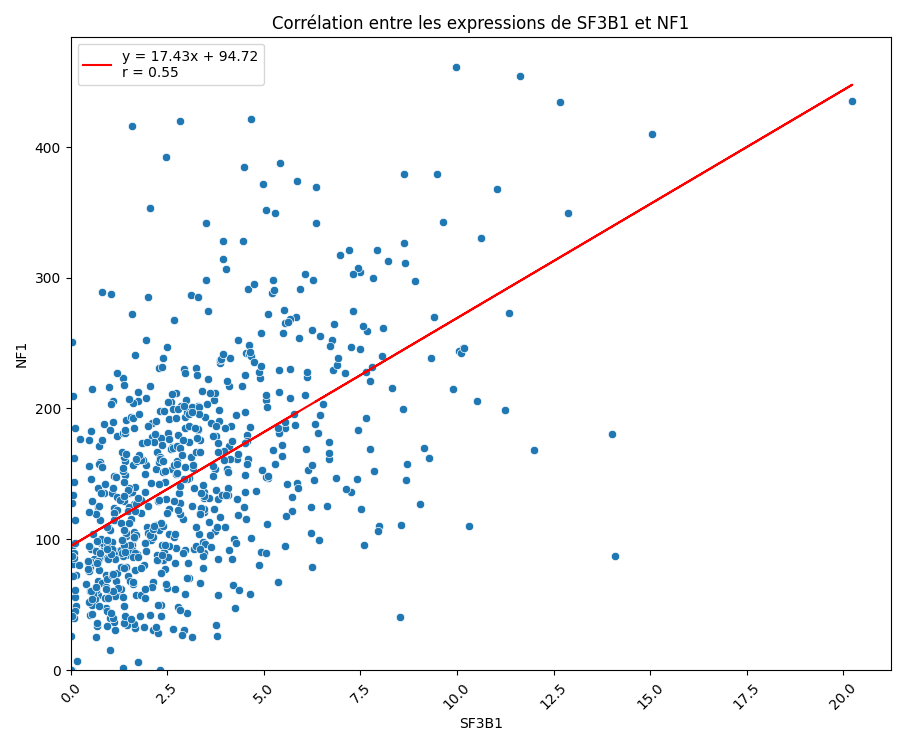 Corrélation entre les expressions de SF3B1 et NF1
y = 17.43x + 94.72
r = 0.55
NF1
400
300
200
100
0
0.0
2.5
5.0
7.5
10.0
12.5
15.0
17.5
20.0
SF3B1